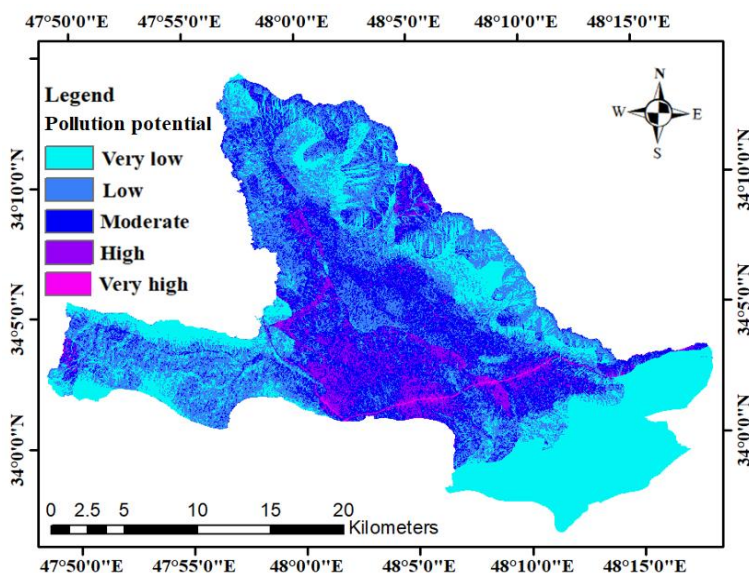 47°50'0"E 47°55'0"E 48°0'0"E 48°5'0"E 48°10'0"E 48°15'0"E
Legend
Pollution potential
Very low
Low
Moderate
High
Very high
N
W E
S
34°10'0"N
34°5'0"N
34°0'0"N
34°10'0"N
34°5'0"N
34°0'0"N
0 2.5 5 10 15 20
Kilometers
47°50'0"E 47°55'0"E 48°0'0"E 48°5'0"E 48°10'0"E 48°15'0"E